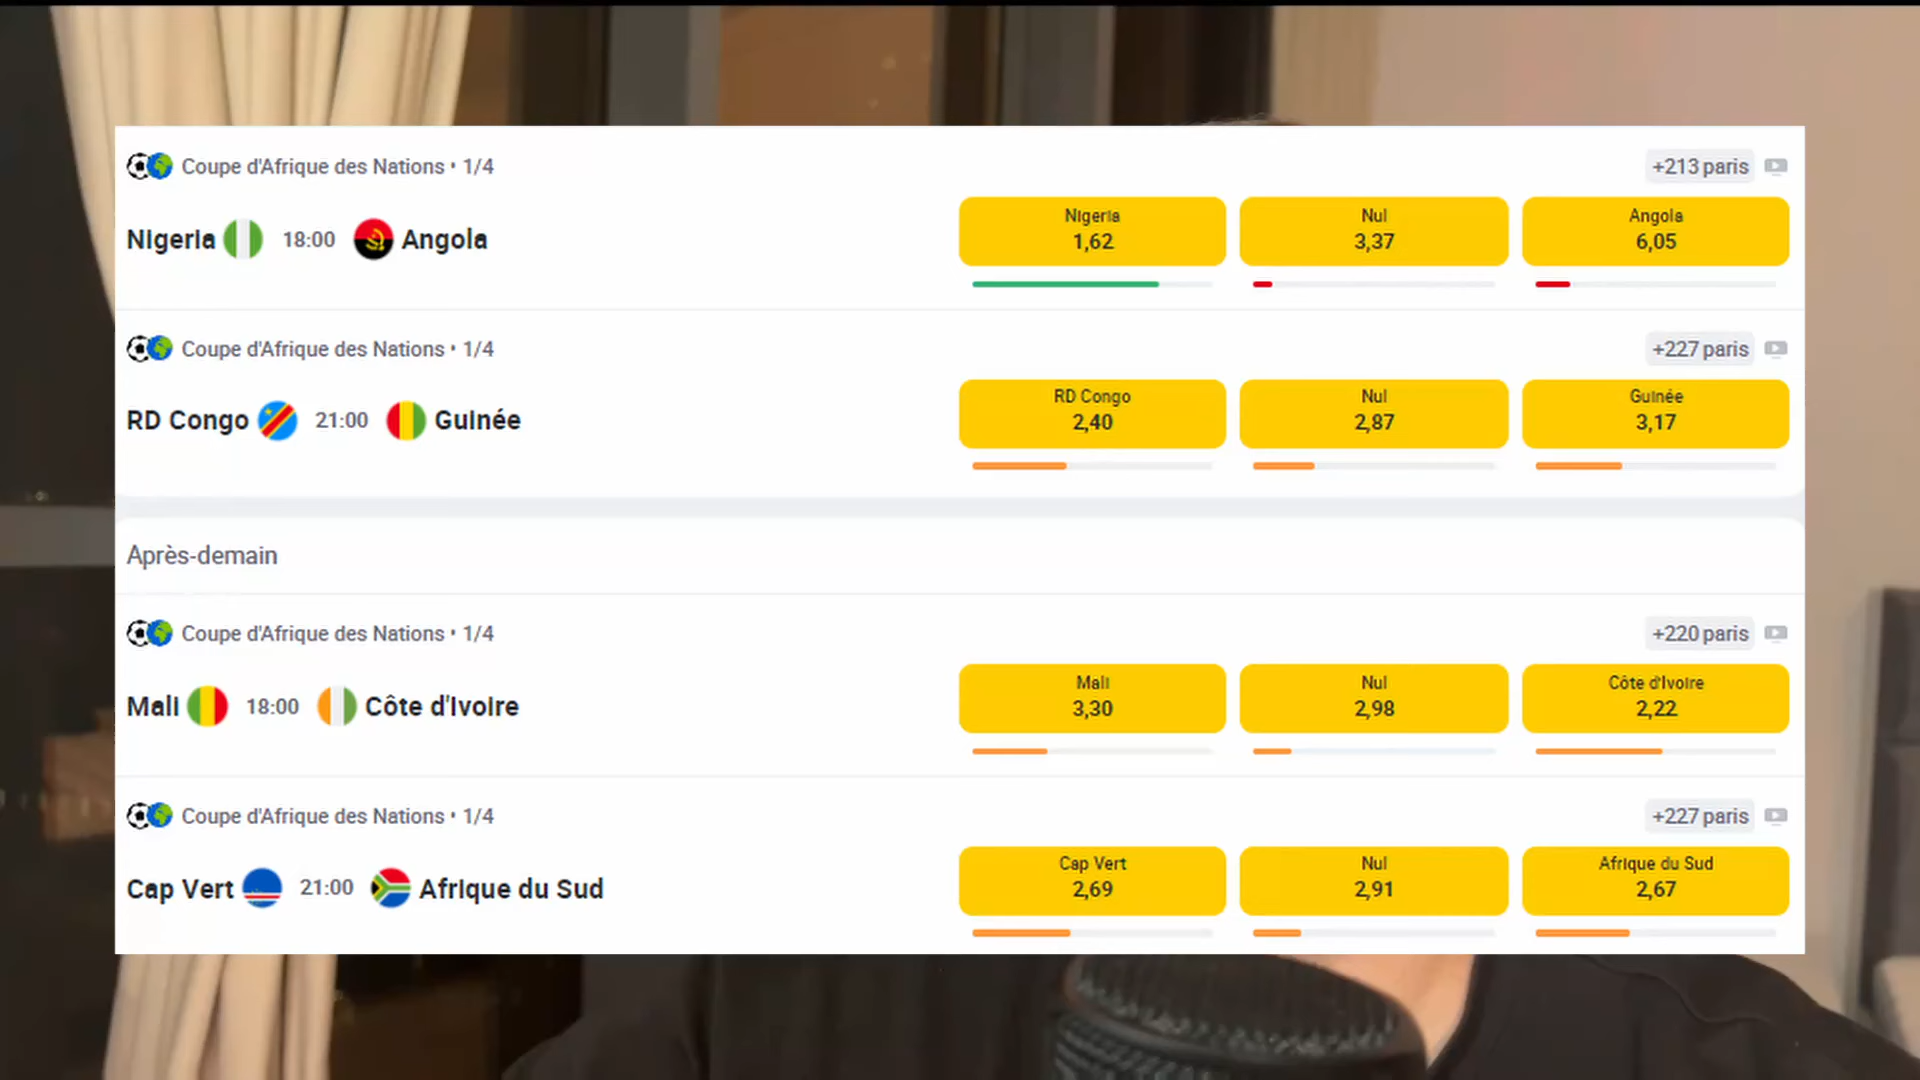 Coupe d'Afrique des Nations • 1/4
+213 paris
Nigeria 18:00 Angola
Nigeria
1,62
Nul
3,37
Angola
6,05
Coupe d'Afrique des Nations • 1/4
+227 paris
RD Congo 21:00 Guinée
RD Congo
2,40
Nul
2,87
Guinée
3,17
Après-demain
Coupe d'Afrique des Nations • 1/4
+220 paris
Mali 18:00 Côte d'Ivoire
Mali
3,30
Nul
2,98
Côte d'Ivoire
2,22
Coupe d'Afrique des Nations • 1/4
+227 paris
Cap Vert 21:00 Afrique du Sud
Cap Vert
2,69
Nul
2,91
Afrique du Sud
2,67